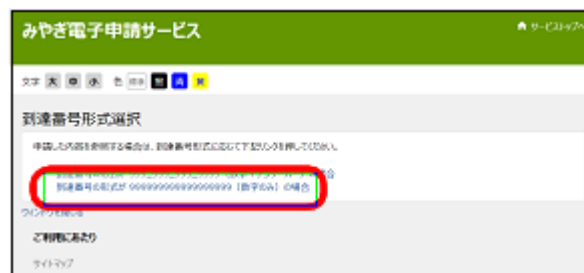 みやぎ電子申請サービス
サービストップへ
文字 大 中 小 色 標準 黒 青 黄
到達番号形式選択
申請した内容を参照する場合は、到達番号形式に応じて下記リンクを押してください。
到達番号の形式が 999999999999999999（数字のみ）の場合
ウィンドウを閉じる
ご利用にあたり
サイトマップ